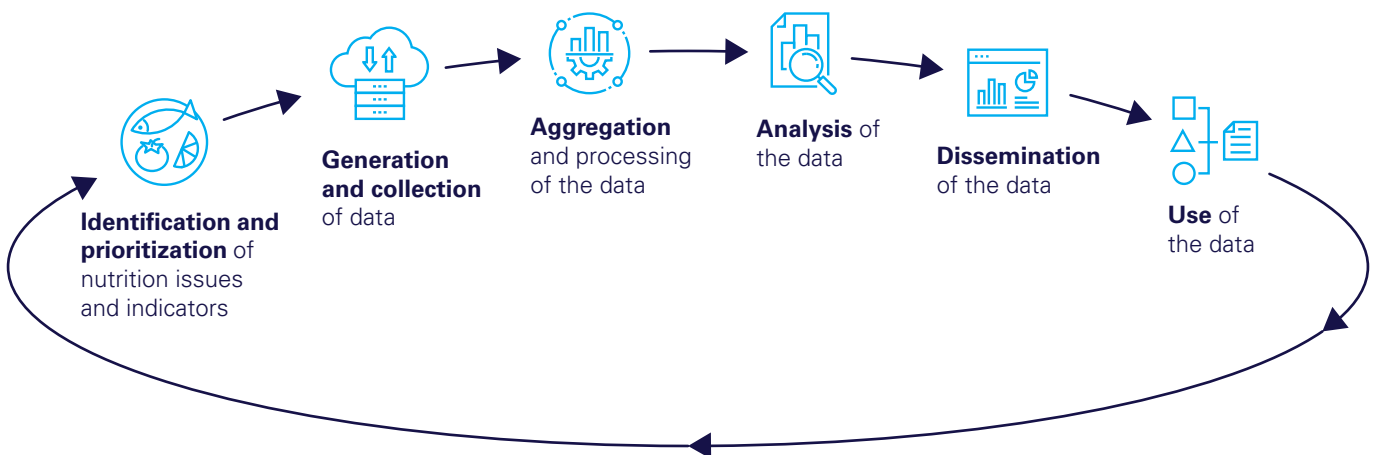 Identification and
prioritization of
nutrition issues
and indicators
Generation
and collection
of data
Aggregation
and processing
of the data
Analysis of
the data
Dissemination
of the data
Use of
the data